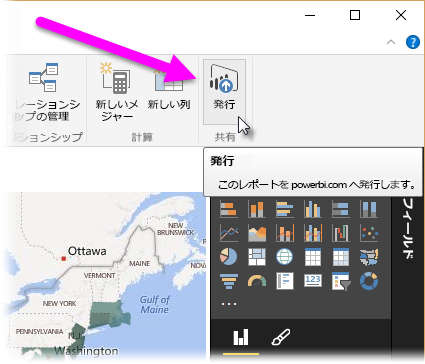 レーションシ
ップの管理
新しいメ
ジャー
新しい列
発行
ーションシップ
計算
共有
発行
このレポートを powerbi.com へ発行します。
Ottawa
NEW
BRUNSWICK
MAINE
VERMONT
Gulf of
Maine
NEW YORK
PENNSYLVANIA
NJ
Washington
123
R
フィールド